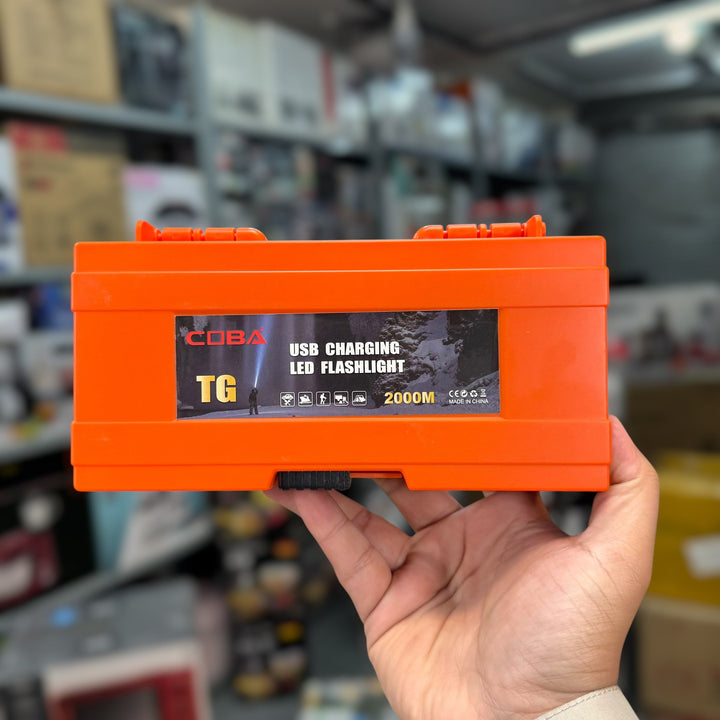 COBA
USB CHARGING
LED FLASHLIGHT
TG
2000M
CE
MADE IN CHINA